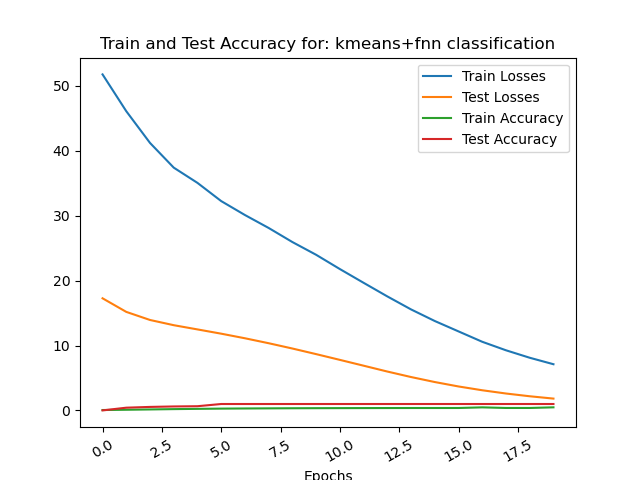 Train and Test Accuracy for: kmeans+fnn classification
Train Losses
Test Losses
Train Accuracy
Test Accuracy
50
40
30
20
10
0
0.0
2.5
5.0
7.5
10.0
12.5
15.0
17.5
Epochs